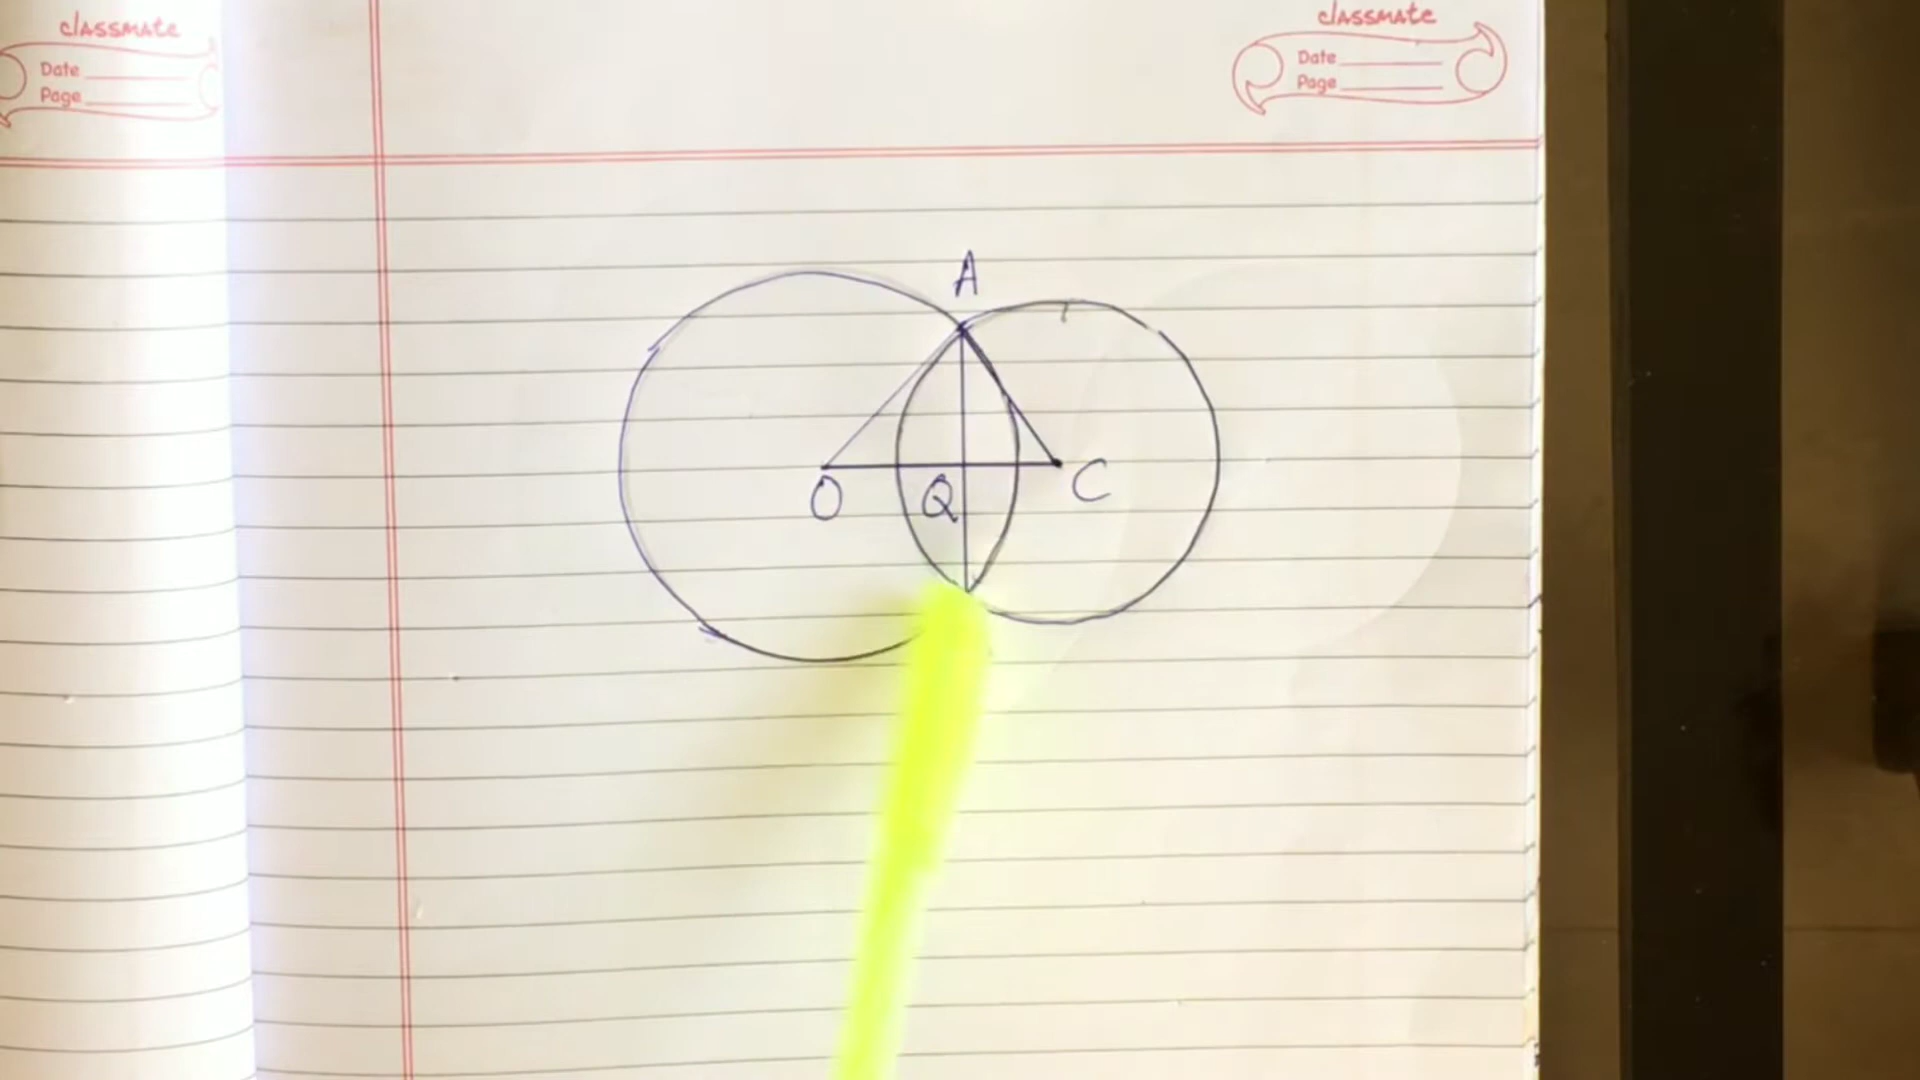 classmate
Date
Page
classmate
Date
Page
A
O
Q
C